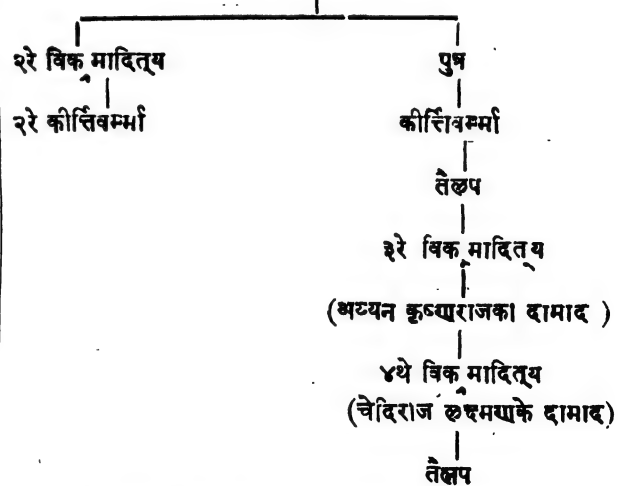 २रे विक्रमादित्य पुत्र
२रे कीर्त्तिवर्म्मा कीर्त्तिवर्म्मा
तैलप
३रे विक्रमादित्य
(अय्यन कृष्णराजका दामाद )
४थे विक्रमादित्य
(चेदिराज लक्ष्मणके दामाद)
तैलप